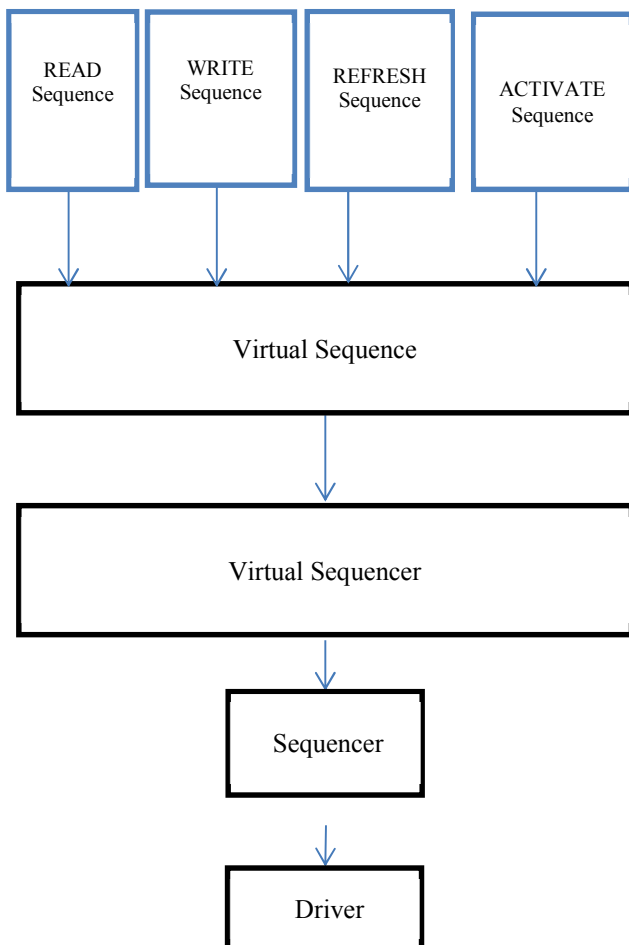 READ
Sequence
WRITE
Sequence
REFRESH
Sequence
ACTIVATE
Sequence
Virtual Sequence
Virtual Sequencer
Sequencer
Driver